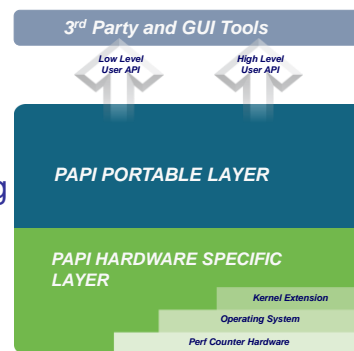 3rd Party and GUI Tools
Low Level
User API
High Level
User API
PAPI PORTABLE LAYER
g
PAPI HARDWARE SPECIFIC
LAYER
Kernel Extension
Operating System
Perf Counter Hardware